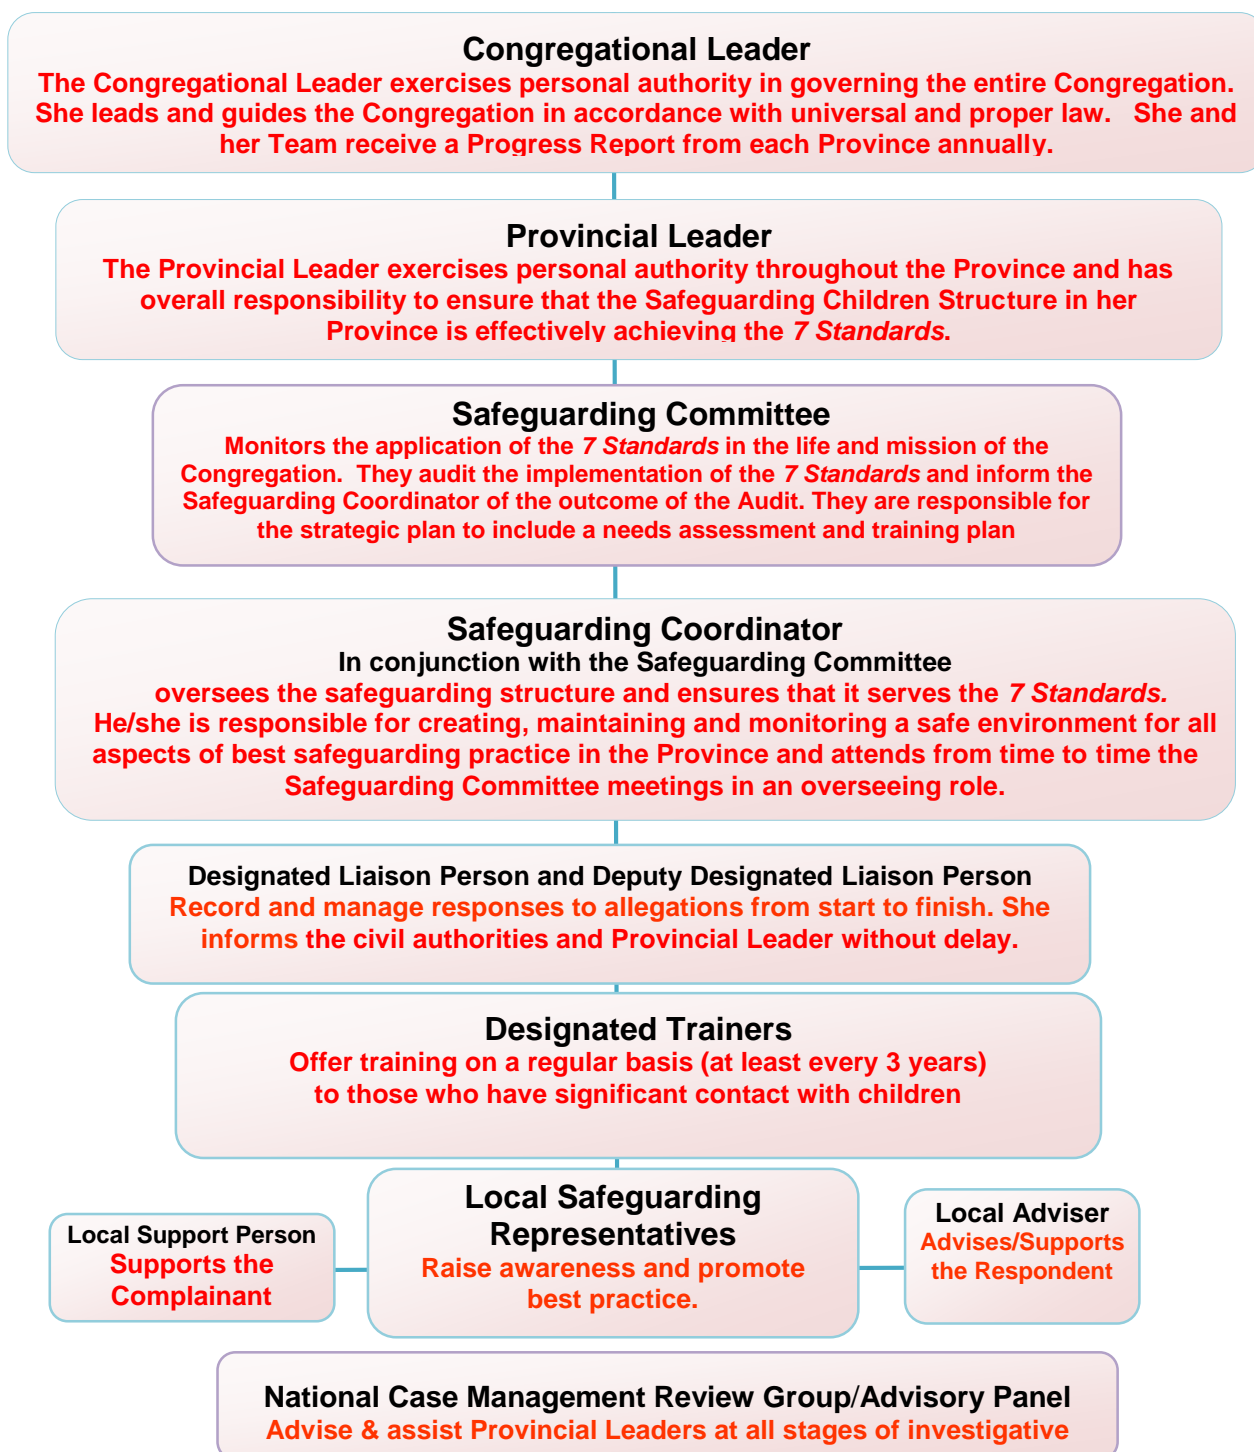 Congregational Leader
The Congregational Leader exercises personal authority in governing the entire Congregation.
She leads and guides the Congregation in accordance with universal and proper law.   She and
her Team receive a Progress Report from each Province annually.
Provincial Leader
The Provincial Leader exercises personal authority throughout the Province and has
overall responsibility to ensure that the Safeguarding Children Structure in her
Province is effectively achieving the 7 Standards.
Safeguarding Committee
Monitors the application of the 7 Standards in the life and mission of the
Congregation.  They audit the implementation of the 7 Standards and inform the
Safeguarding Coordinator of the outcome of the Audit. They are responsible for
the strategic plan to include a needs assessment and training plan
Safeguarding Coordinator
In conjunction with the Safeguarding Committee
oversees the safeguarding structure and ensures that it serves the 7 Standards.
He/she is responsible for creating, maintaining and monitoring a safe environment for all
aspects of best safeguarding practice in the Province and attends from time to time the
Safeguarding Committee meetings in an overseeing role.
Designated Liaison Person and Deputy Designated Liaison Person
Record and manage responses to allegations from start to finish. She
informs the civil authorities and Provincial Leader without delay.
Designated Trainers
Offer training on a regular basis (at least every 3 years)
to those who have significant contact with children
Local Support Person
Supports the
Complainant
Local Safeguarding
Representatives
Raise awareness and promote
best practice.
Local Adviser
Advises/Supports
the Respondent
National Case Management Review Group/Advisory Panel
Advise & assist Provincial Leaders at all stages of investigative